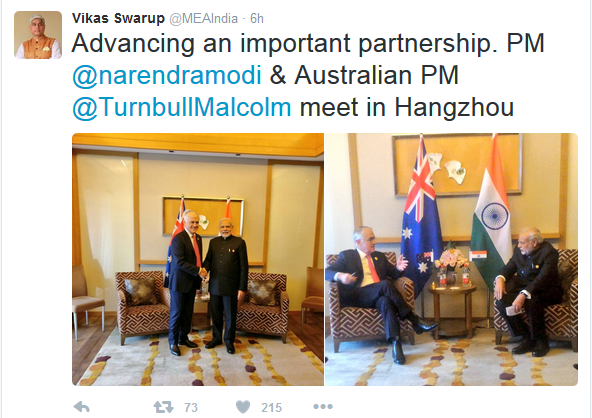 Vikas Swarup @MEAIndia · 6h
Advancing an important partnership. PM
@narendramodi & Australian PM
@TurnbullMalcolm meet in Hangzhou
73 215